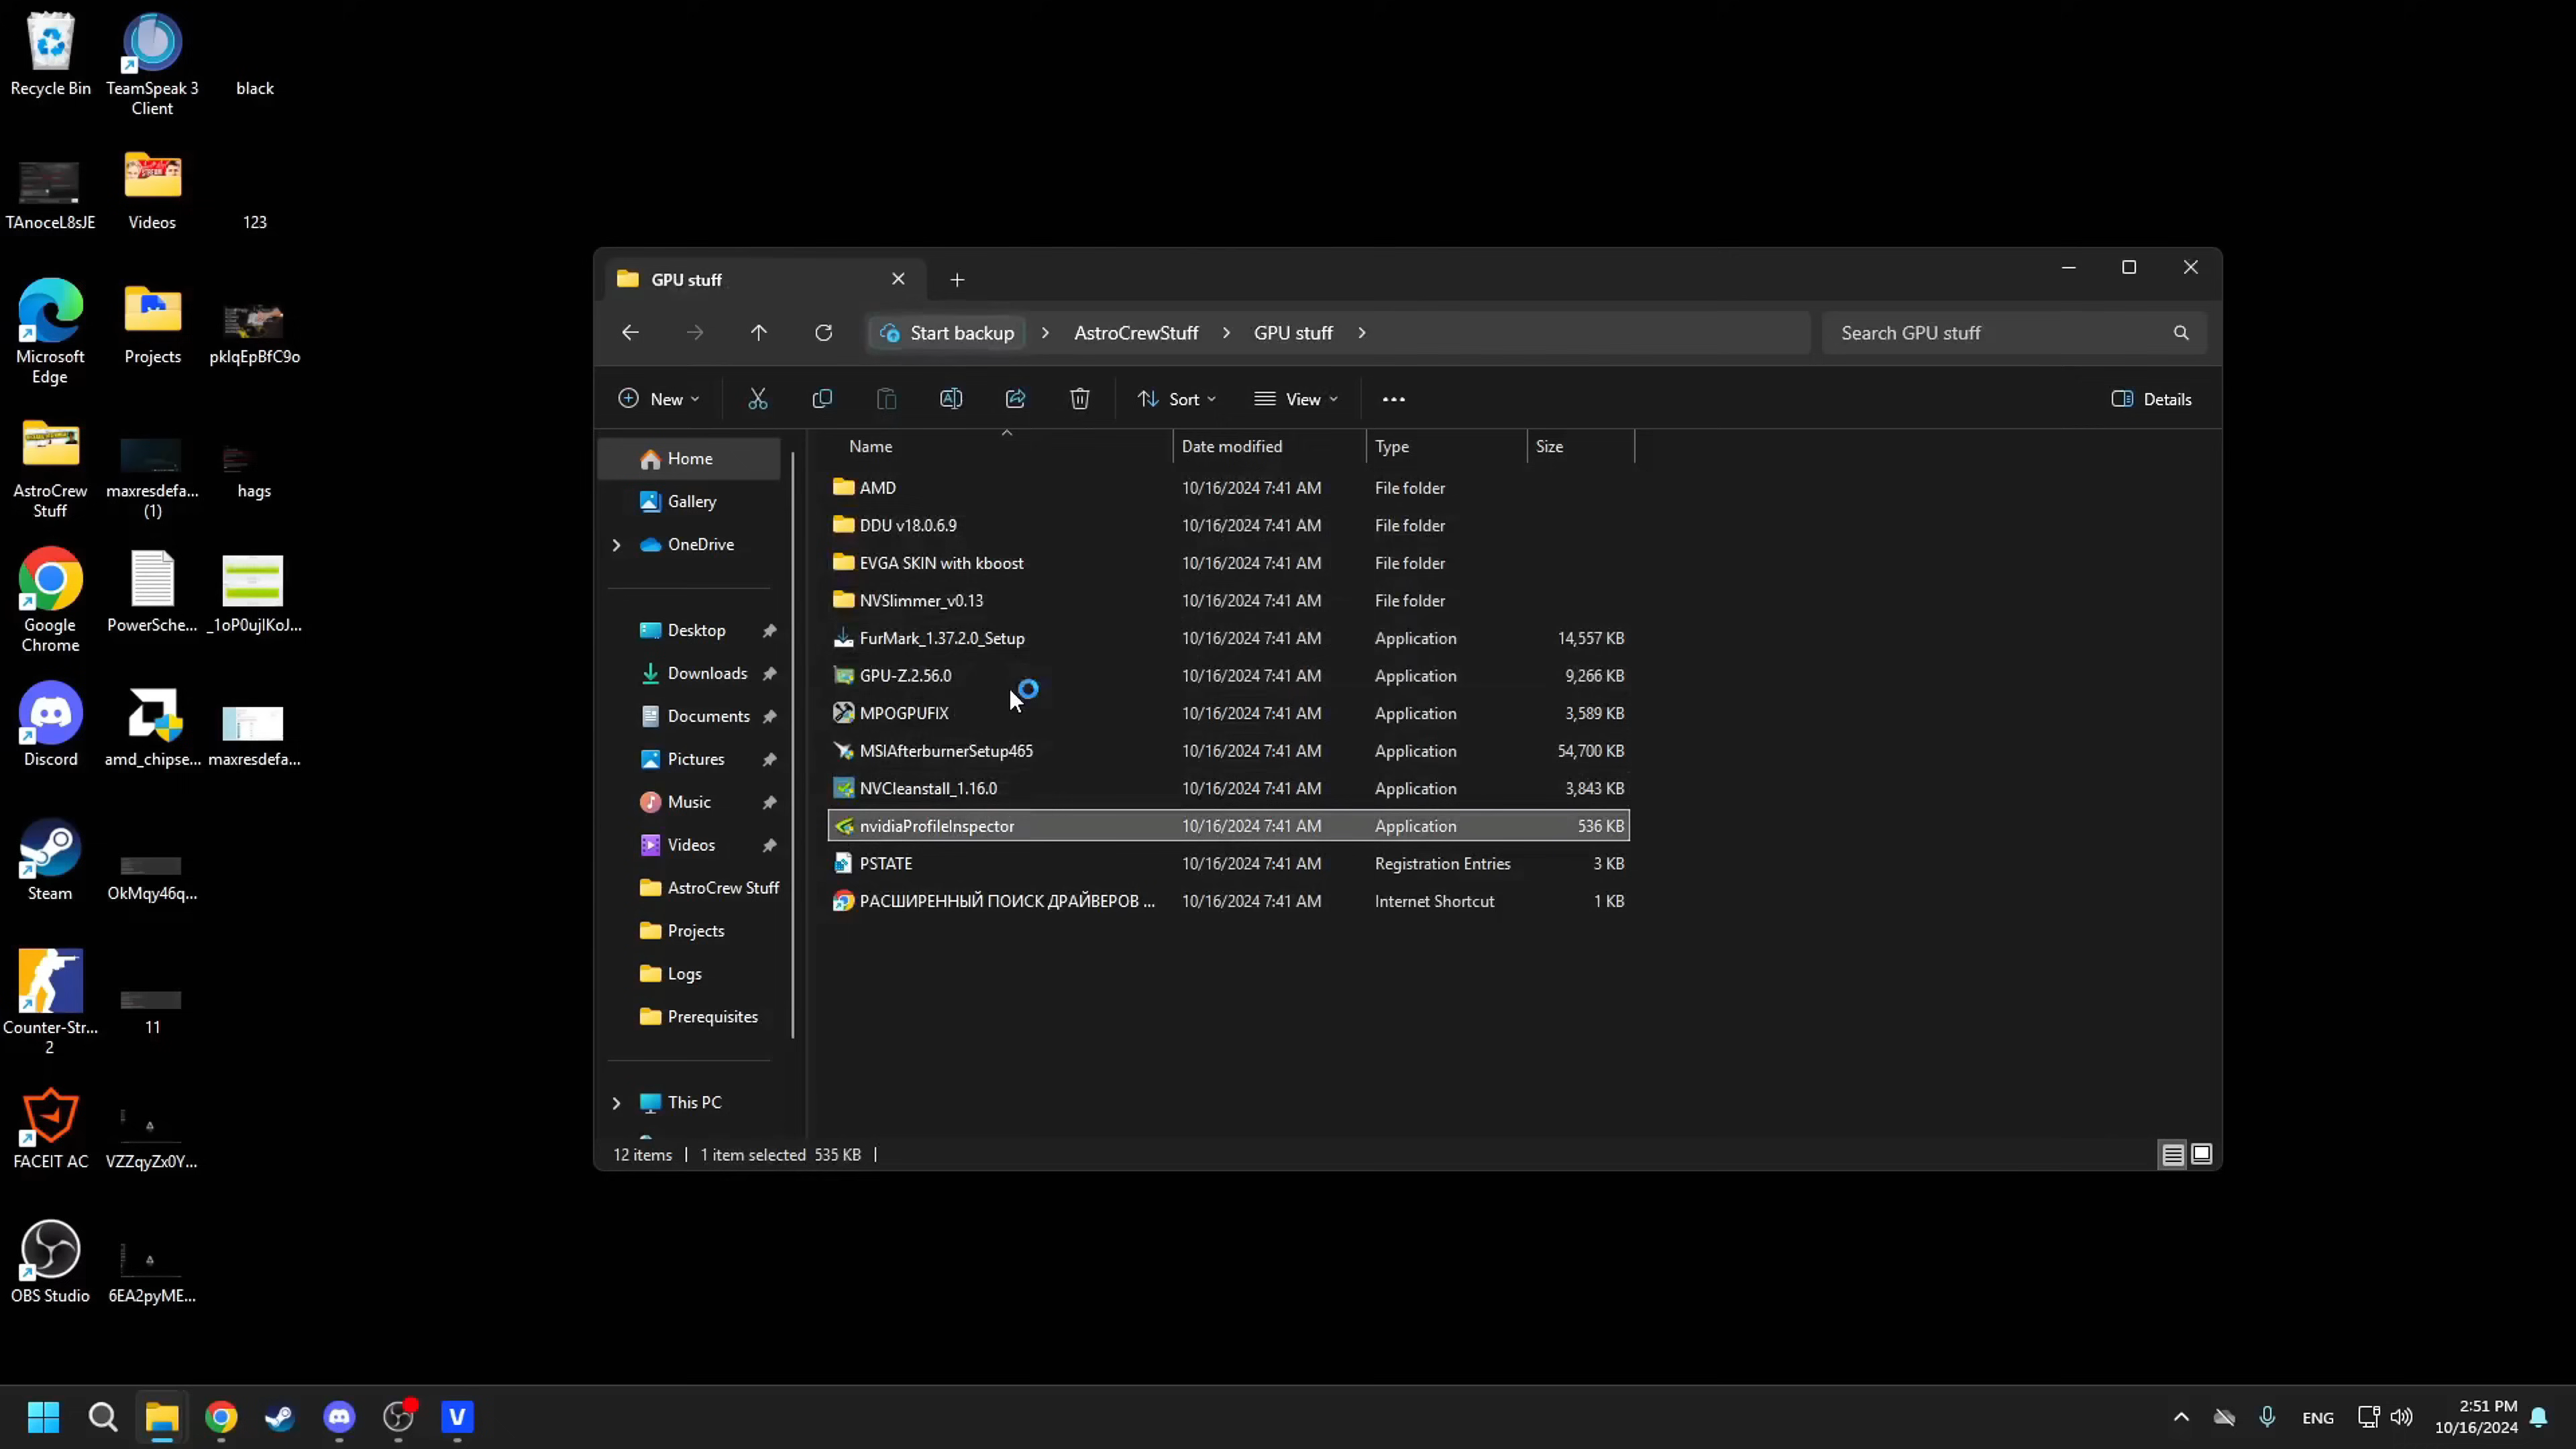 Recycle Bin
TeamSpeak 3
Client
black
TAnoceL8sJE
Videos
123
Microsoft
Edge
Projects
pkIqEpBfC9o
AstroCrew
Stuff
maxresdefa...
(1)
hags
Google
Chrome
PowerSche...
_1oP0ujIKoJ...
Discord
amd_chipse...
maxresdefa...
Steam
OkMqy46q...
Counter-Str...
2
11
FACEIT AC
VZZqyZx0Y...
OBS Studio
6EA2pyME...
GPU stuff
Start backup
AstroCrewStuff
GPU stuff
Search GPU stuff
New
Sort
View
Details
Home
Gallery
OneDrive
Desktop
Downloads
Documents
Pictures
Music
Videos
AstroCrew Stuff
Projects
Logs
Prerequisites
This PC
Name Date modified Type Size
AMD 10/16/2024 7:41 AM File folder
DDU v18.0.6.9 10/16/2024 7:41 AM File folder
EVGA SKIN with kboost 10/16/2024 7:41 AM File folder
NVSlimmer_v0.13 10/16/2024 7:41 AM File folder
FurMark_1.37.2.0_Setup 10/16/2024 7:41 AM Application 14,557 KB
GPU-Z.2.56.0 10/16/2024 7:41 AM Application 9,266 KB
MPOGPUFIX 10/16/2024 7:41 AM Application 3,589 KB
MSIAfterburnerSetup465 10/16/2024 7:41 AM Application 54,700 KB
NVCleanstall_1.16.0 10/16/2024 7:41 AM Application 3,843 KB
nvidiaProfileInspector 10/16/2024 7:41 AM Application 536 KB
PSTATE 10/16/2024 7:41 AM Registration Entries 3 KB
РАСШИРЕННЫЙ ПОИСК ДРАЙВЕРОВ ... 10/16/2024 7:41 AM Internet Shortcut 1 KB
12 items 1 item selected 535 KB
ENG
2:51 PM
10/16/2024